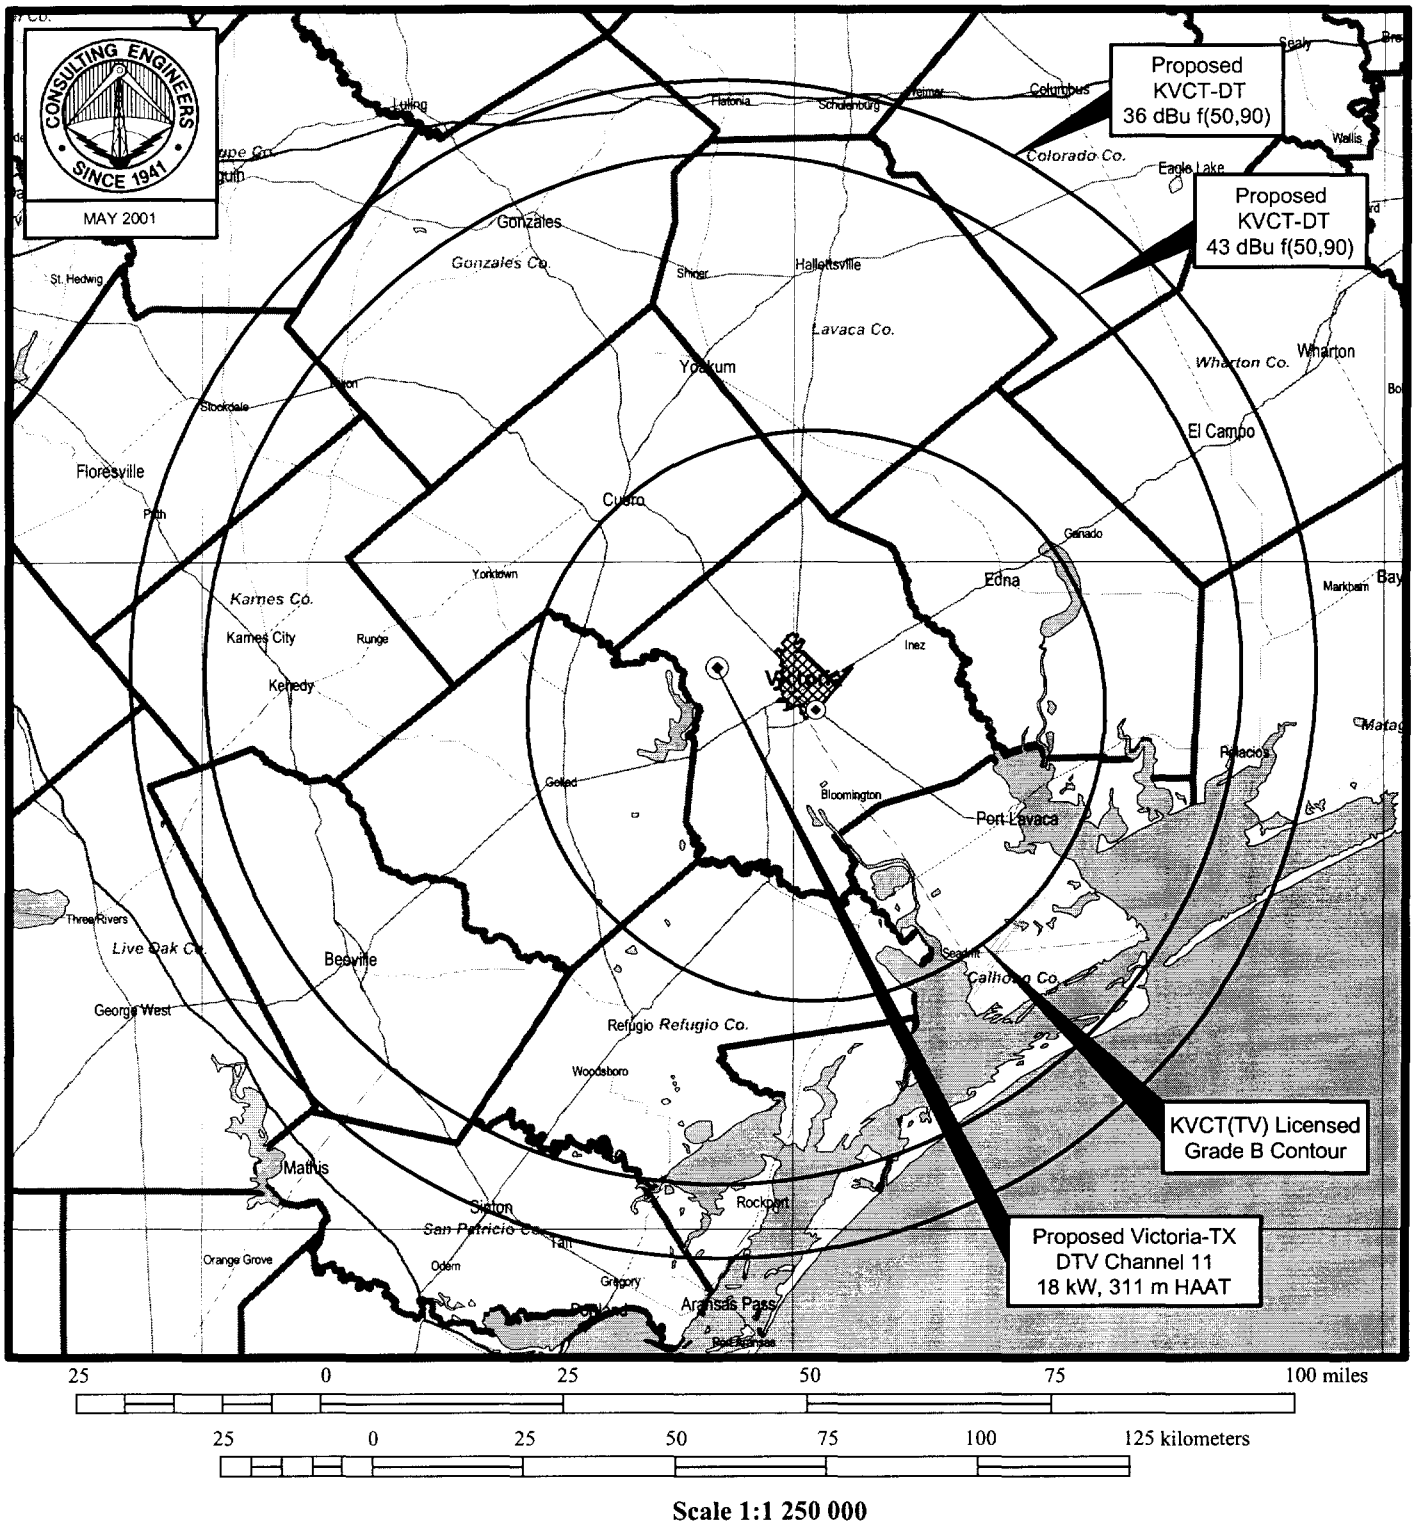 CONSULTING ENGINEERS
SINCE 1941
MAY 2001
Proposed
KVCT-DT
36 dBu f(50,90)
Proposed
KVCT-DT
43 dBu f(50,90)
Sealy
Luling
Flatonia
Schulenburg
Weimar
Columbus
Wallis
Colorado Co.
Eagle Lake
Gonzales
Gonzales Co.
St. Hedwig
Shiner
Hallettsville
Lavaca Co.
Wharton Co.
Wharton
Yoakum
Stockdale
El Campo
Floresville
Poth
Cuero
Ganado
Edna
Yorktown
Markham
Bay
Karnes Co.
Karnes City
Runge
Inez
Kenedy
Victoria
Matag
Palacios
Goliad
Bloomington
Port Lavaca
Three Rivers
Live Oak Co.
Beeville
Seadrift
Calhoun Co.
George West
Refugio
Refugio Co.
Woodsboro
KVCT(TV) Licensed
Grade B Contour
Mathis
Rockport
Sinton
San Patricio Co.
Taft
Proposed Victoria-TX
DTV Channel 11
18 kW, 311 m HAAT
Orange Grove
Odem
Gregory
Portland
Aransas Pass
Port Aransas
25 0 25 50 75 100 miles
25 0 25 50 75 100 125 kilometers
Scale 1:1 250 000